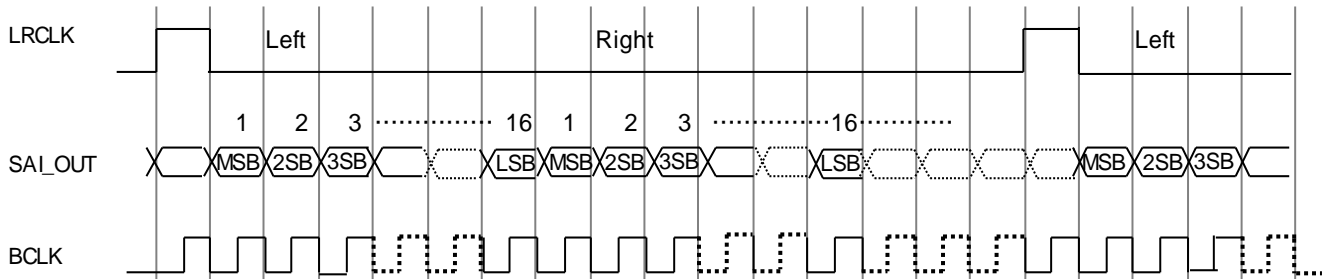 LRCLK Left Right Left
1 2 3 16 1 2 3 16
SAI_OUT MSB 2SB 3SB LSB MSB 2SB 3SB LSB MSB 2SB 3SB
BCLK